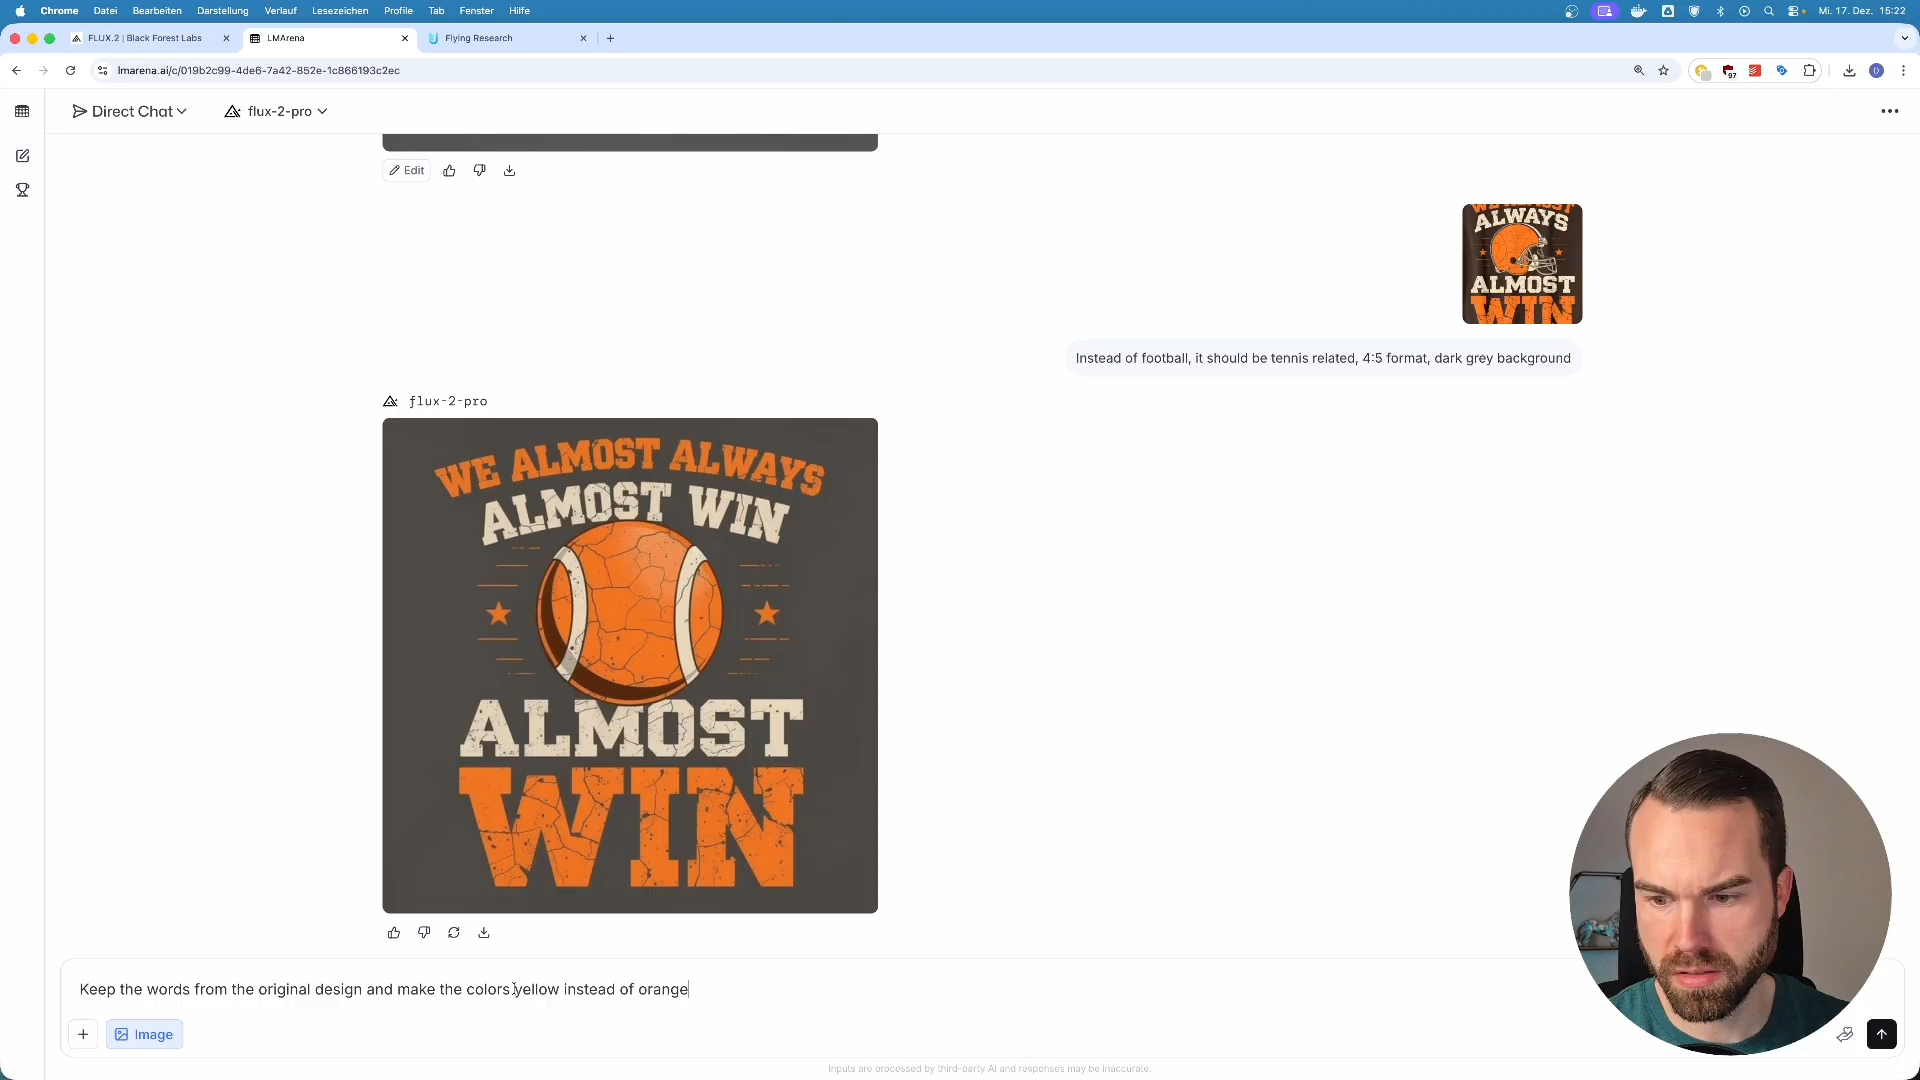 Chrome Datei Bearbeiten Darstellung Verlauf Lesezeichen Profile Tab Fenster Hilfe
Mi. 17. Dez. 15:22
FLUX.2 | Black Forest Labs
LMArena
Flying Research
lmarena.ai/c/019b2c99-4de6-7a42-852e-1c866193c2ec
97
D
Direct Chat
flux-2-pro
Edit
WE ALMOST
ALWAYS
ALMOST
WIN
Instead of football, it should be tennis related, 4:5 format, dark grey background
flux-2-pro
WE ALMOST ALWAYS
ALMOST WIN
ALMOST
WIN
Keep the words from the original design and make the colors yellow instead of orange
Image
Inputs are processed by third-party AI and responses may be inaccurate.